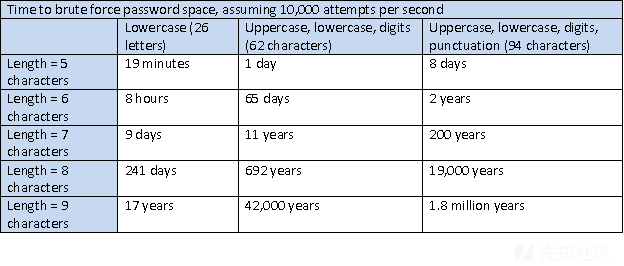 Time to brute force password space, assuming 10,000 attempts per second
Lowercase (26 letters)
Uppercase, lowercase, digits (62 characters)
Uppercase, lowercase, digits, punctuation (94 characters)
Length = 5 characters
19 minutes
1 day
8 days
Length = 6 characters
8 hours
65 days
2 years
Length = 7 characters
9 days
11 years
200 years
Length = 8 characters
241 days
692 years
19,000 years
Length = 9 characters
17 years
42,000 years
1.8 million years
先知社区